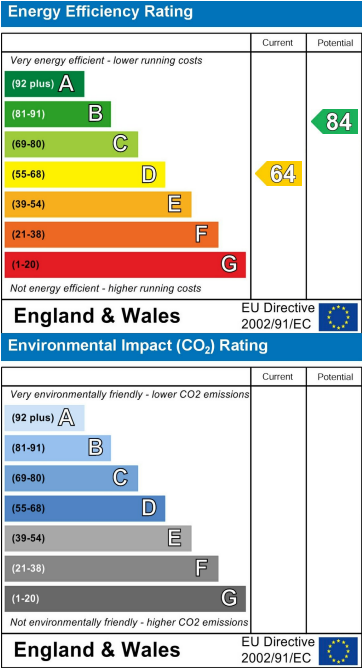 Energy Efficiency Rating
Current Potential
Very energy efficient - lower running costs
(92 plus) A
(81-91) B
84
(69-80) C
(55-68) D
64
(39-54) E
(21-38) F
(1-20) G
Not energy efficient - higher running costs
England & Wales
EU Directive
2002/91/EC
Environmental Impact (CO₂) Rating
Current Potential
Very environmentally friendly - lower CO2 emissions
(92 plus) A
(81-91) B
(69-80) C
(55-68) D
(39-54) E
(21-38) F
(1-20) G
Not environmentally friendly - higher CO2 emissions
England & Wales
EU Directive
2002/91/EC